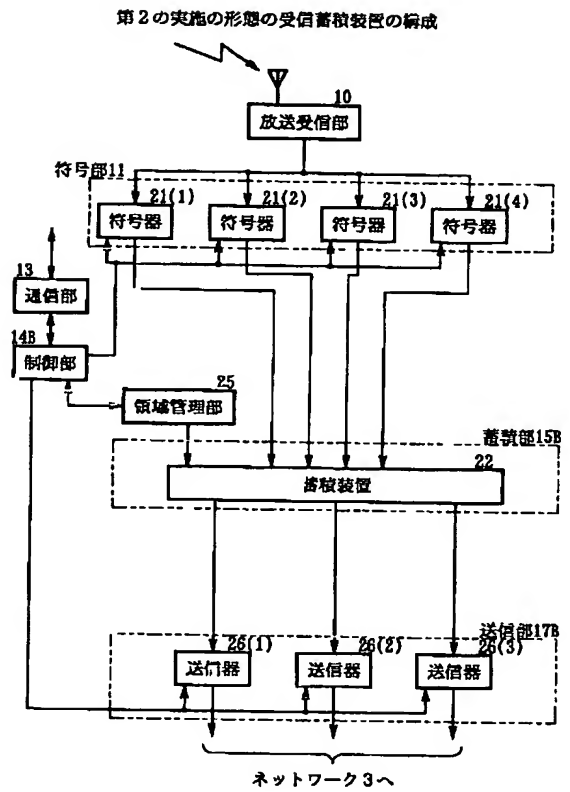 第２の実施の形態の受信蓄積装置の構成
10
放送受信部
符号部11
21(1)
21(2)
21(3)
21(4)
符号器
符号器
符号器
符号器
13
通信部
14B
制御部
25
領域管理部
蓄積部15B
22
蓄積装置
送信部17B
26(1)
26(2)
26(3)
送信器
送信器
送信器
ネットワーク３へ